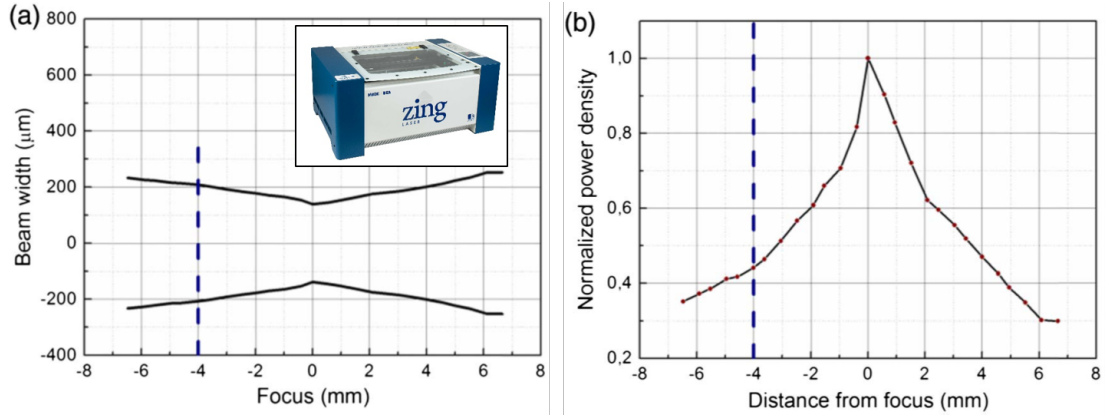 (a)
800
600
400
200
0
-200
-400
Beam width (μm)
-8 -6 -4 -2 0 2 4 6 8
Focus (mm)
zing
LASER
(b)
1,0
0,8
0,6
0,4
0,2
Normalized power density
-8 -6 -4 -2 0 2 4 6 8
Distance from focus (mm)